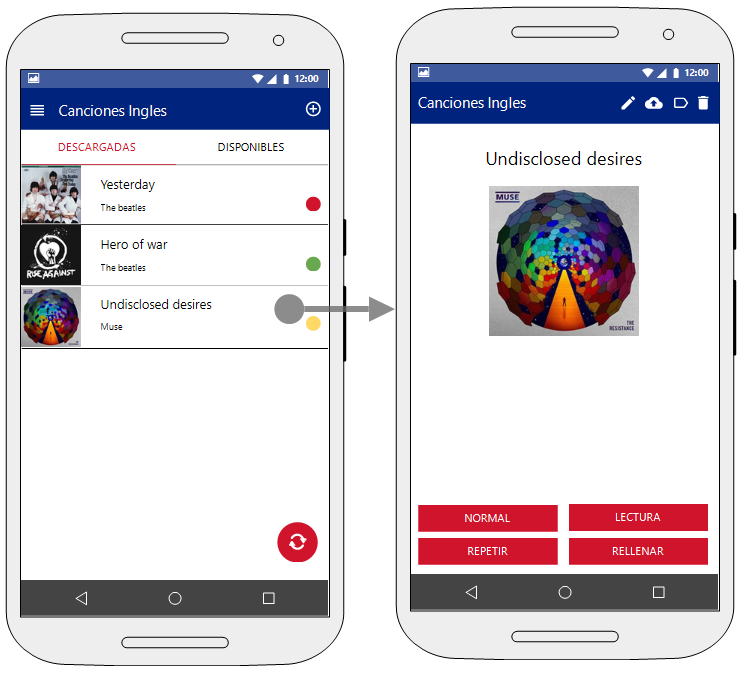 12:00
Canciones Ingles
DESCARGADAS
DISPONIBLES
Yesterday
The beatles
Hero of war
The beatles
RISE AGAINST
Undisclosed desires
Muse
12:00
Canciones Ingles
Undisclosed desires
MUSE
THE
RESISTANCE
NORMAL
LECTURA
REPETIR
RELLENAR